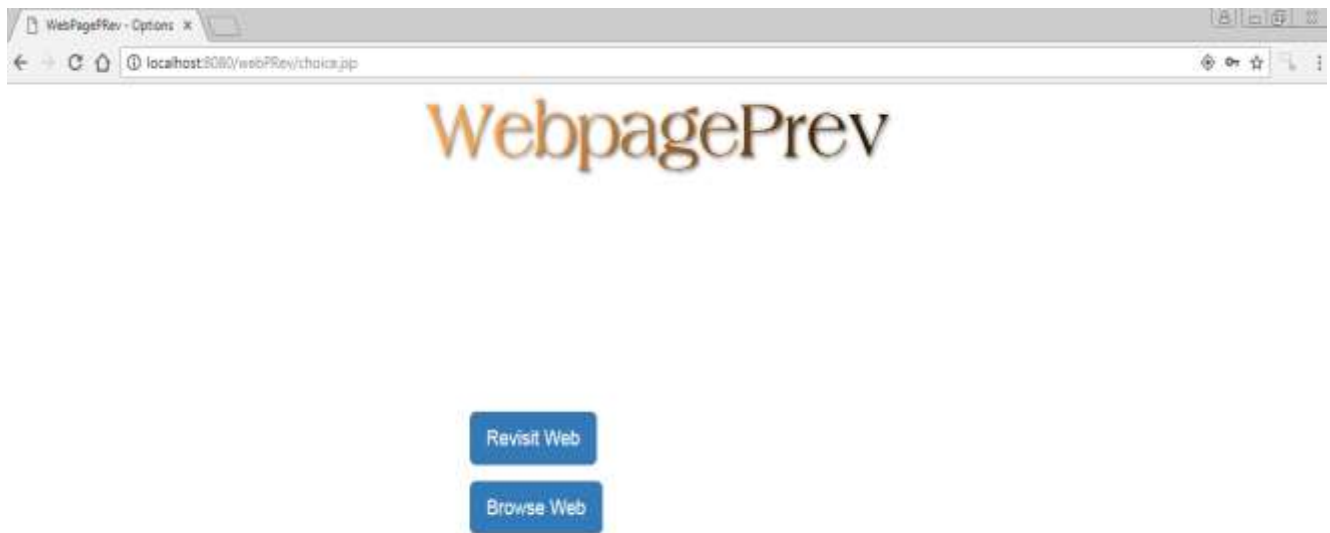 WebPagePRev - Options
localhost:8080/webPRev/choice.jsp
WebpagePrev
Revisit Web
Browse Web